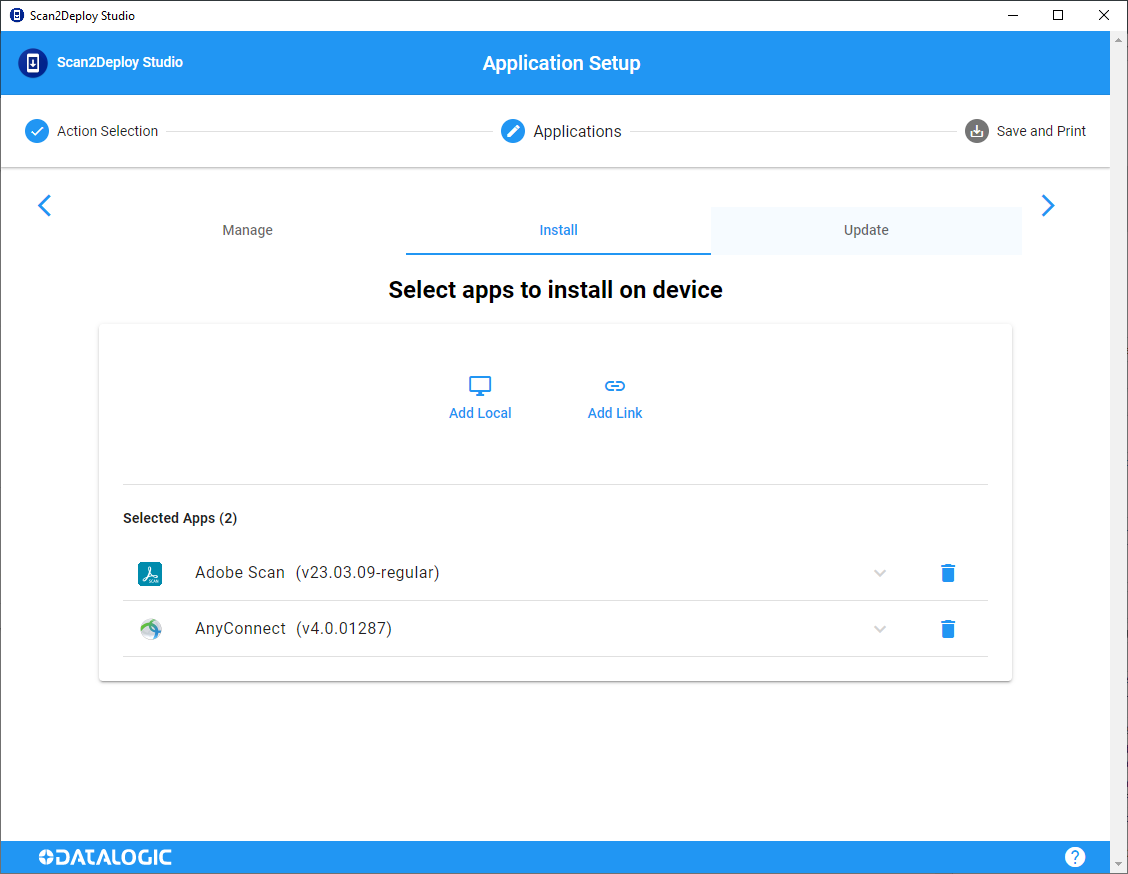 Scan2Deploy Studio
Scan2Deploy Studio
Application Setup
Action Selection
Applications
Save and Print
Manage
Install
Update
Select apps to install on device
Add Local
Add Link
Selected Apps (2)
Adobe Scan (v23.03.09-regular)
AnyConnect (v4.0.01287)
DATALOGIC
?